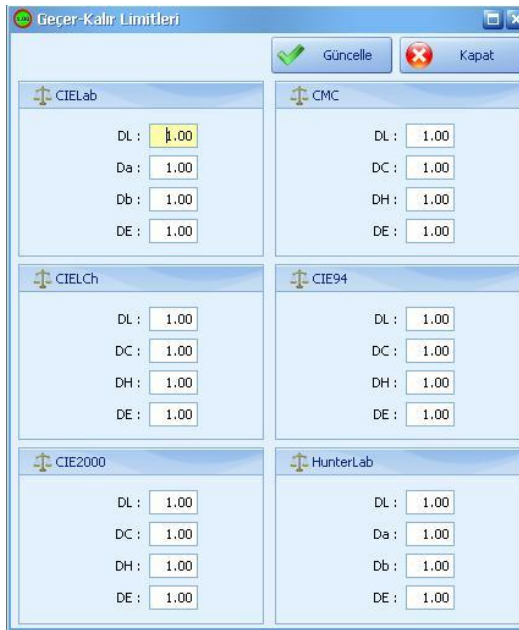 Geçer-Kalır Limitleri
Güncelle
Kapat
CIELab
DL : 1.00
Da : 1.00
Db : 1.00
DE : 1.00
CMC
DL : 1.00
DC : 1.00
DH : 1.00
DE : 1.00
CIELCh
DL : 1.00
DC : 1.00
DH : 1.00
DE : 1.00
CIE94
DL : 1.00
DC : 1.00
DH : 1.00
DE : 1.00
CIE2000
DL : 1.00
DC : 1.00
DH : 1.00
DE : 1.00
HunterLab
DL : 1.00
Da : 1.00
Db : 1.00
DE : 1.00